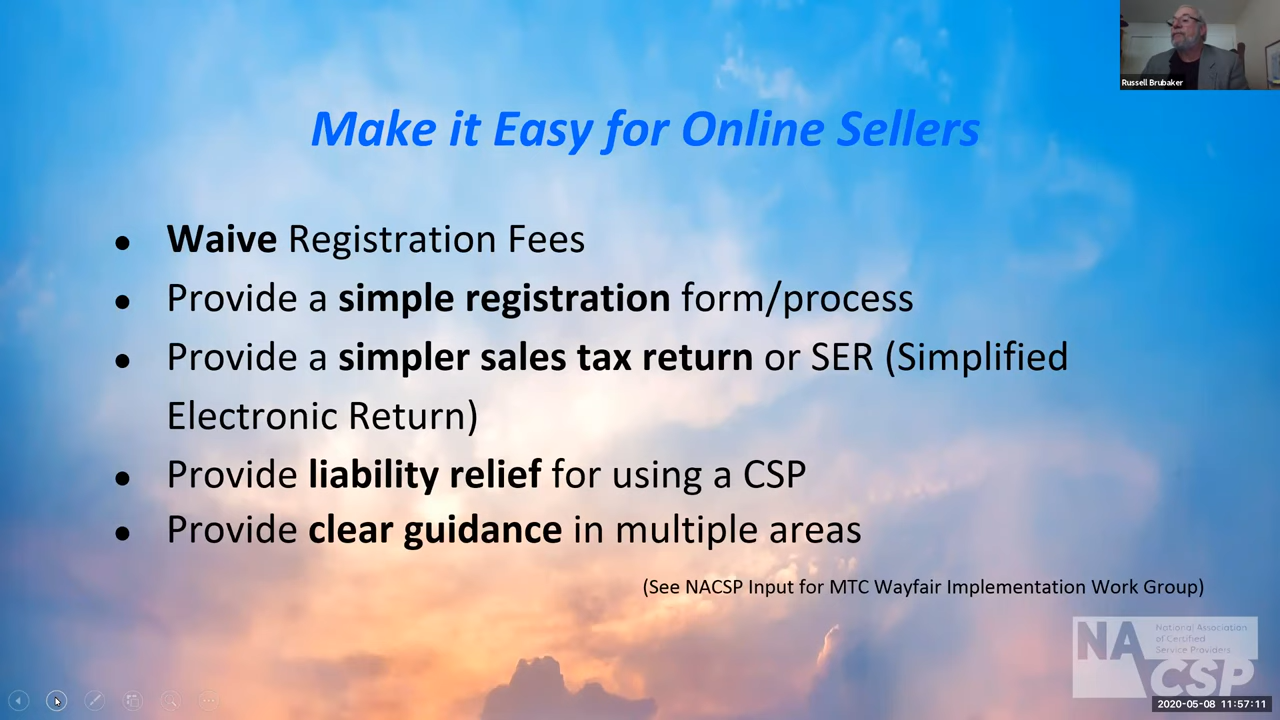 Russell Brubaker
Make it Easy for Online Sellers
● Waive Registration Fees
● Provide a simple registration form/process
● Provide a simpler sales tax return or SER (Simplified
Electronic Return)
● Provide liability relief for using a CSP
● Provide clear guidance in multiple areas
(See NACSP Input for MTC Wayfair Implementation Work Group)
NA
National Association
of Certified
Service Providers
CSP
2020-05-08 11:57:11